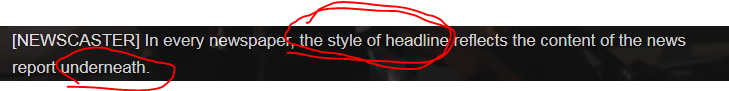 [NEWSCASTER] In every newspaper, the style of headline reflects the content of the news
report underneath.